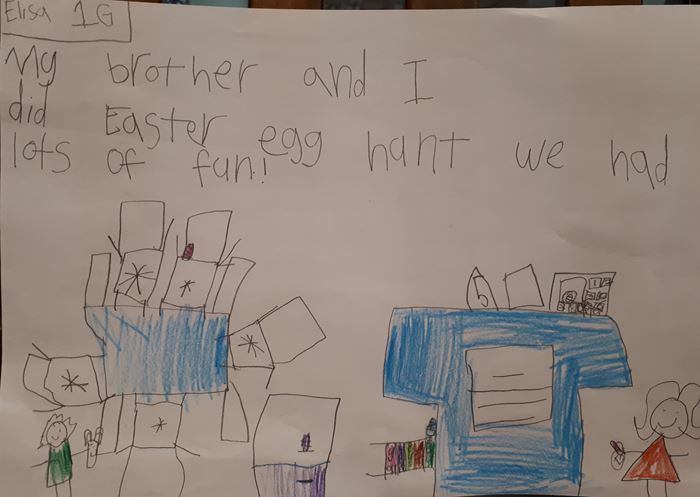 Elisa 1G
My brother and I
did Easter egg hant we had
lots of fun!